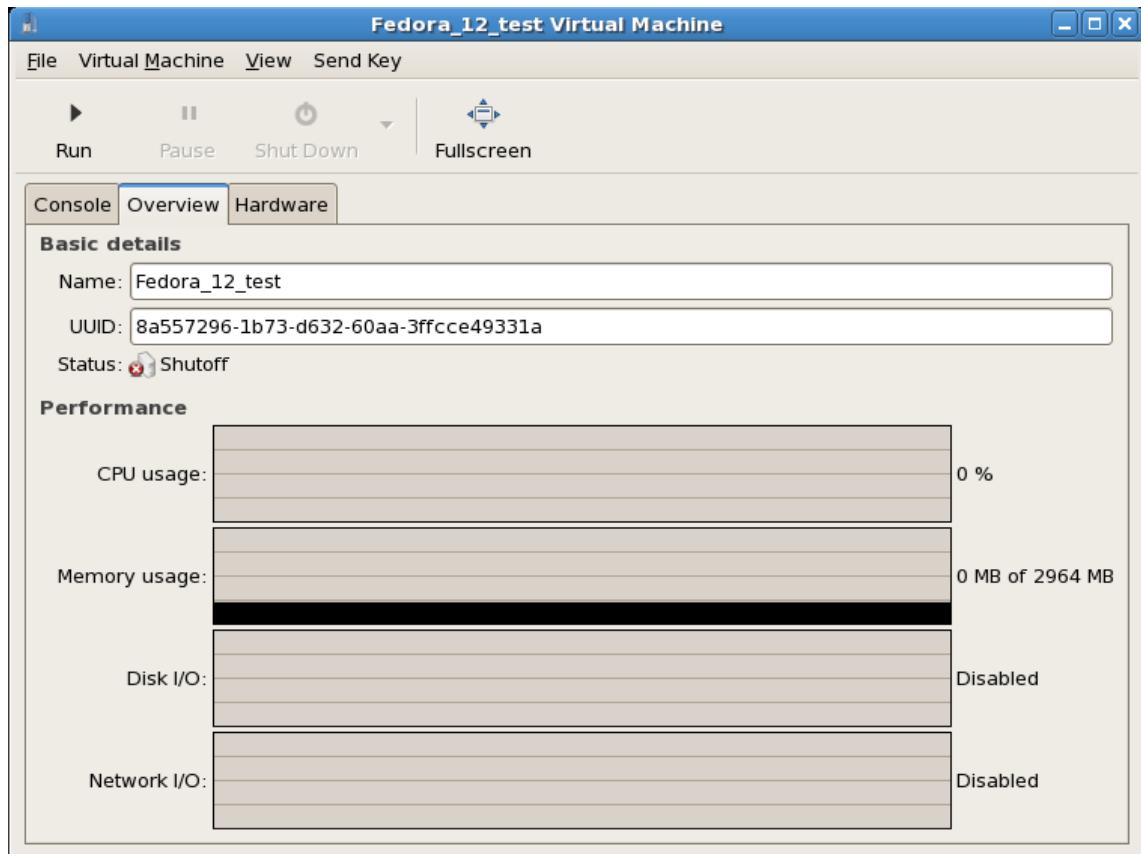 Fedora_12_test Virtual Machine
File Virtual Machine View Send Key
Run Pause Shut Down Fullscreen
Console Overview Hardware
Basic details
Name: Fedora_12_test
UUID: 8a557296-1b73-d632-60aa-3ffcce49331a
Status: Shutoff
Performance
CPU usage: 0 %
Memory usage: 0 MB of 2964 MB
Disk I/O: Disabled
Network I/O: Disabled